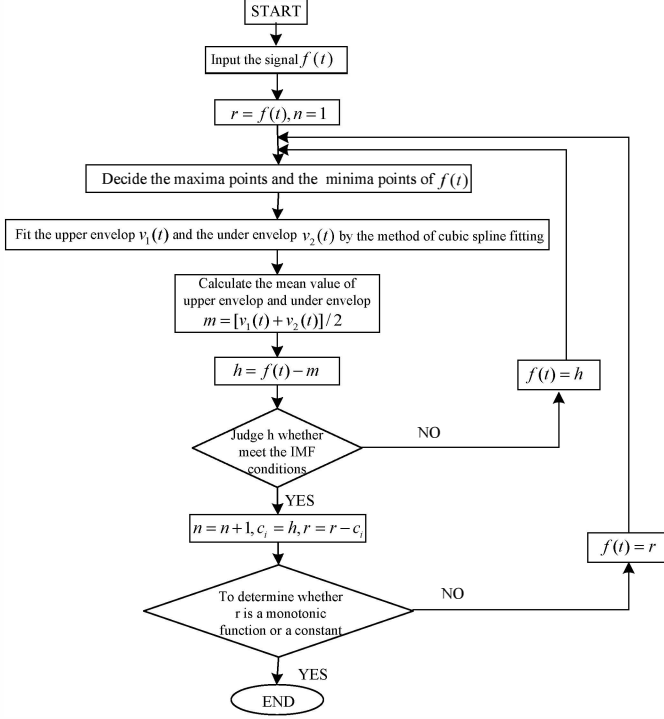 START
Input the signal f(t)
r = f(t), n = 1
Decide the maxima points and the minima points of f(t)
Fit the upper envelop v₁(t) and the under envelop v₂(t) by the method of cubic spline fitting
Calculate the mean value of
upper envelop and under envelop
m = [v₁(t) + v₂(t)] / 2
h = f(t) − m
f(t) = h
Judge h whether
meet the IMF
conditions
NO
YES
n = n+1, cᵢ = h, r = r − cᵢ
f(t) = r
To determine whether
r is a monotonic
function or a constant
NO
YES
END